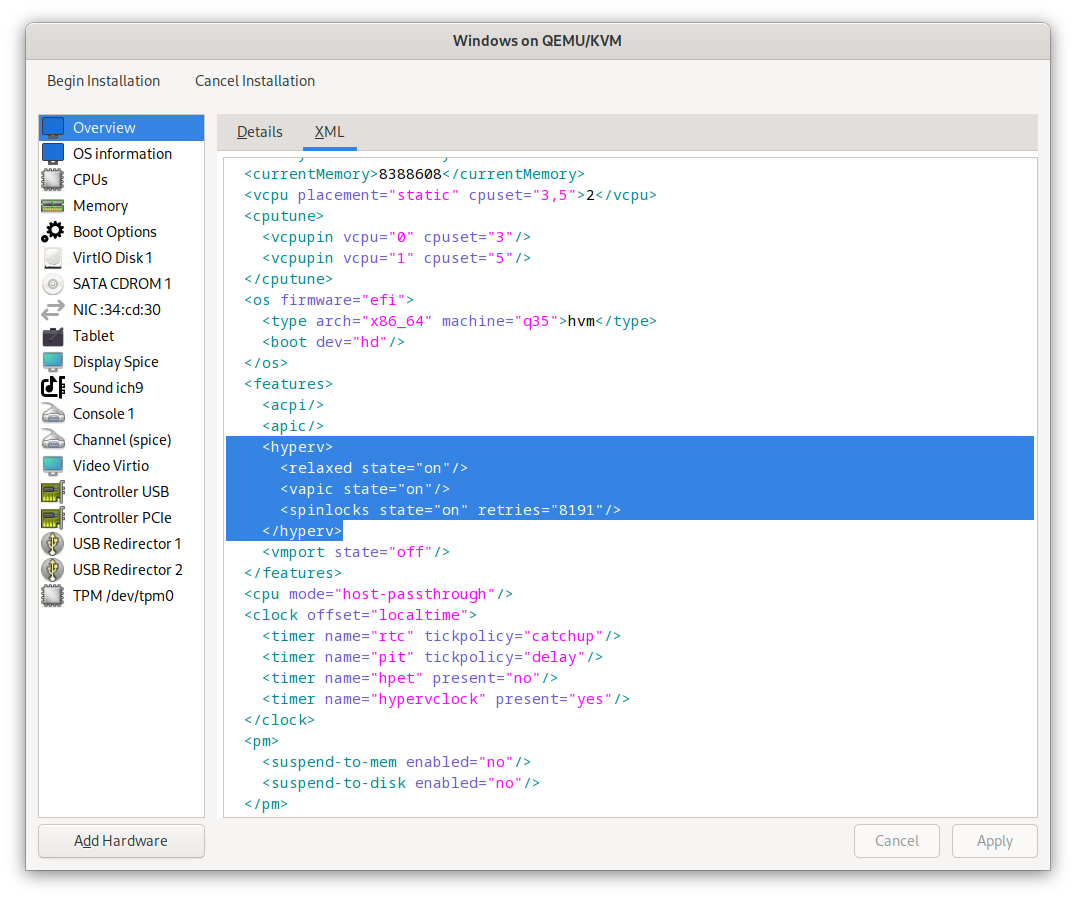 Windows on QEMU/KVM
Begin Installation
Cancel Installation
Overview
OS information
CPUs
Memory
Boot Options
VirtIO Disk 1
SATA CDROM 1
NIC :34:cd:30
Tablet
Display Spice
Sound ich9
Console 1
Channel (spice)
Video Virtio
Controller USB
Controller PCIe
USB Redirector 1
USB Redirector 2
TPM /dev/tpm0
Add Hardware
Details
XML
<currentMemory>8388608</currentMemory>
<vcpu placement="static" cpuset="3,5">2</vcpu>
<cputune>
<vcpupin vcpu="0" cpuset="3"/>
<vcpupin vcpu="1" cpuset="5"/>
</cputune>
<os firmware="efi">
<type arch="x86_64" machine="q35">hvm</type>
<boot dev="hd"/>
</os>
<features>
<acpi/>
<apic/>
<hyperv>
<relaxed state="on"/>
<vapic state="on"/>
<spinlocks state="on" retries="8191"/>
</hyperv>
<vmport state="off"/>
</features>
<cpu mode="host-passthrough"/>
<clock offset="localtime">
<timer name="rtc" tickpolicy="catchup"/>
<timer name="pit" tickpolicy="delay"/>
<timer name="hpet" present="no"/>
<timer name="hypervclock" present="yes"/>
</clock>
<pm>
<suspend-to-mem enabled="no"/>
<suspend-to-disk enabled="no"/>
</pm>
Cancel
Apply